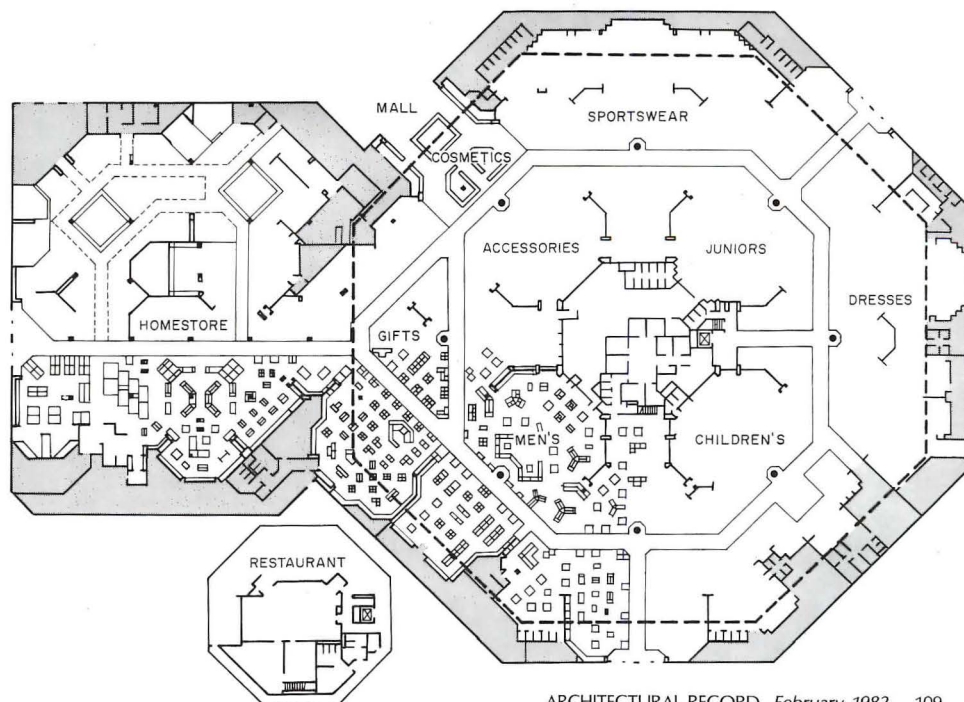 MALL
SPORTSWEAR
COSMETICS
ACCESSORIES
JUNIORS
DRESSES
GIFTS
HOMESTORE
MEN'S
CHILDREN'S
RESTAURANT
ARCHITECTURAL RECORD February 1982 109